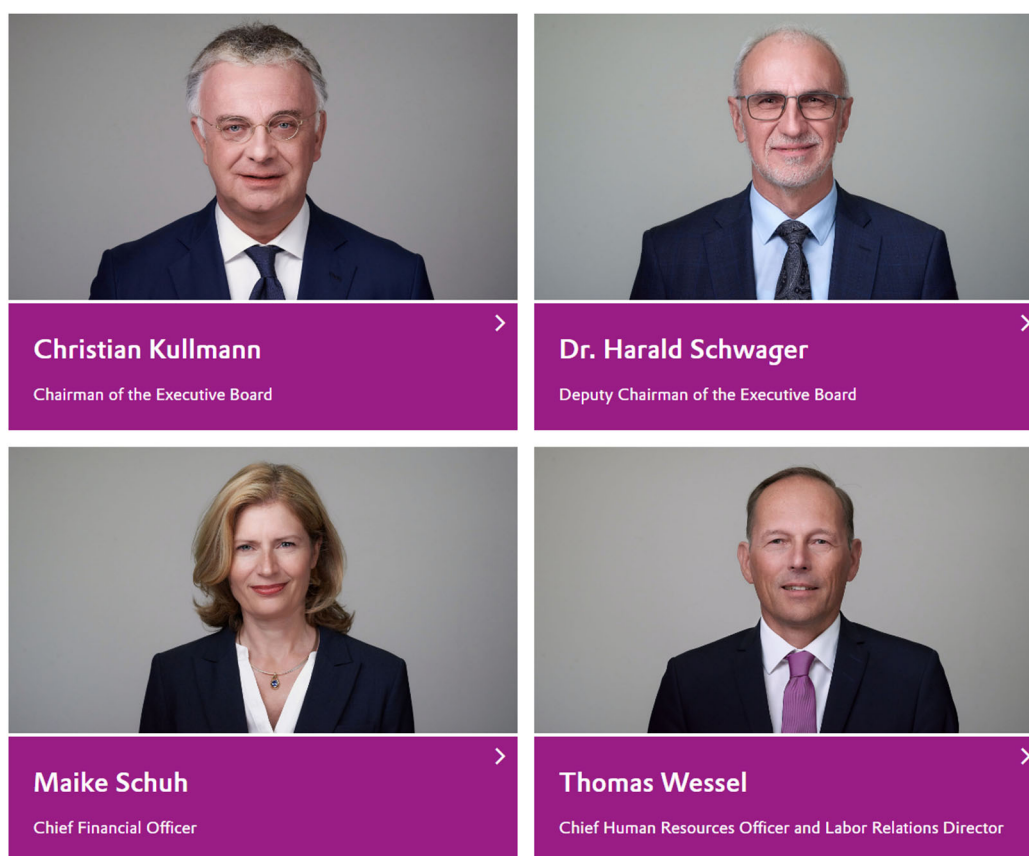 Christian Kullmann
Chairman of the Executive Board
Dr. Harald Schwager
Deputy Chairman of the Executive Board
Maike Schuh
Chief Financial Officer
Thomas Wessel
Chief Human Resources Officer and Labor Relations Director